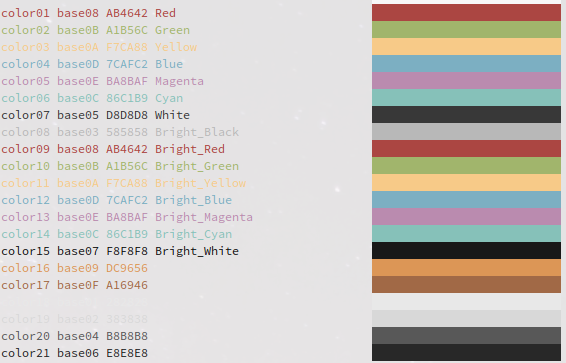 color01 base08 AB4642 Red
color02 base0B A1B56C Green
color03 base0A F7CA88 Yellow
color04 base0D 7CAFC2 Blue
color05 base0E BA8BAF Magenta
color06 base0C 86C1B9 Cyan
color07 base05 D8D8D8 White
color08 base03 585858 Bright_Black
color09 base08 AB4642 Bright_Red
color10 base0B A1B56C Bright_Green
color11 base0A F7CA88 Bright_Yellow
color12 base0D 7CAFC2 Bright_Blue
color13 base0E BA8BAF Bright_Magenta
color14 base0C 86C1B9 Bright_Cyan
color15 base07 F8F8F8 Bright_White
color16 base09 DC9656
color17 base0F A16946
color19 base02 383838
color20 base04 B8B8B8
color21 base06 E8E8E8